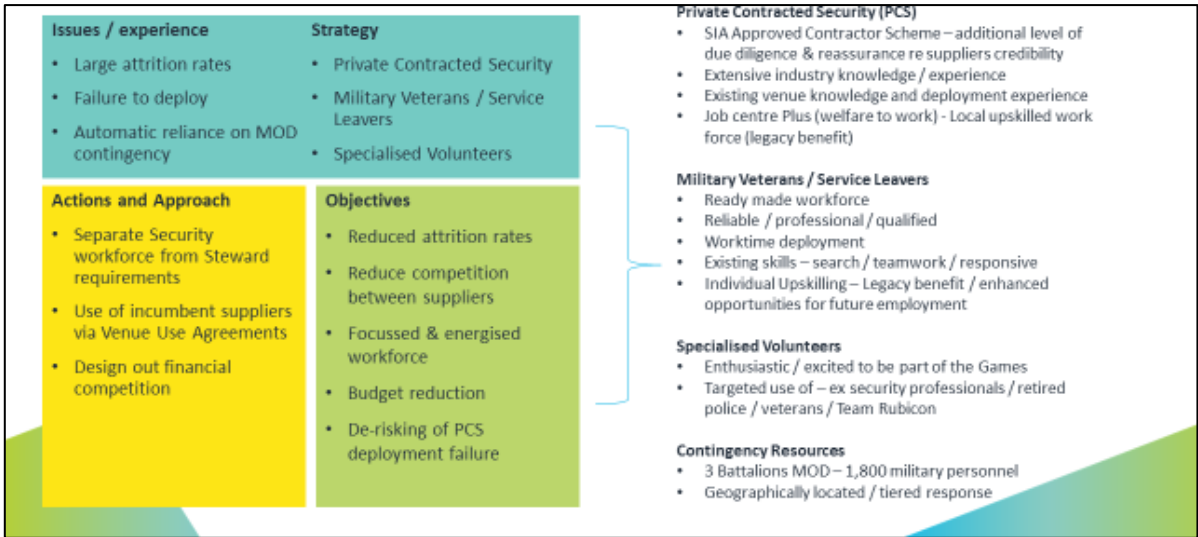 Issues / experience
• Large attrition rates
• Failure to deploy
• Automatic reliance on MOD
contingency
Strategy
• Private Contracted Security
• Military Veterans / Service
Leavers
• Specialised Volunteers
Actions and Approach
• Separate Security
workforce from Steward
requirements
• Use of incumbent suppliers
via Venue Use Agreements
• Design out financial
competition
Objectives
• Reduced attrition rates
• Reduce competition
between suppliers
• Focussed & energised
workforce
• Budget reduction
• De-risking of PCS
deployment failure
Private Contracted Security (PCS)
• SIA Approved Contractor Scheme – additional level of
due diligence & reassurance re suppliers credibility
• Extensive industry knowledge / experience
• Existing venue knowledge and deployment experience
• Job centre Plus (welfare to work) - Local upskilled work
force (legacy benefit)
Military Veterans / Service Leavers
• Ready made workforce
• Reliable / professional / qualified
• Worktime deployment
• Existing skills – search / teamwork / responsive
• Individual Upskilling – Legacy benefit / enhanced
opportunities for future employment
Specialised Volunteers
• Enthusiastic / excited to be part of the Games
• Targeted use of – ex security professionals / retired
police / veterans / Team Rubicon
Contingency Resources
• 3 Battalions MOD – 1,800 military personnel
• Geographically located / tiered response